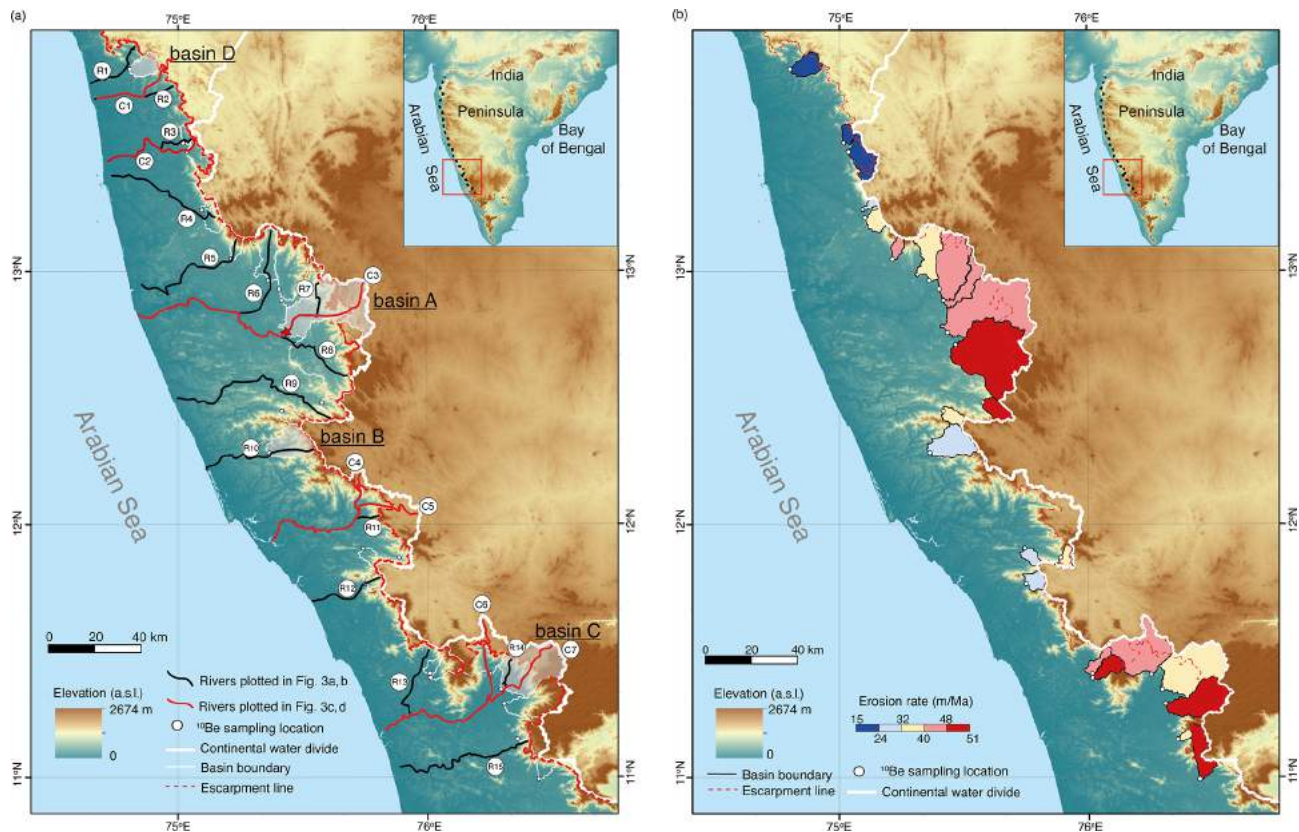 (a)
75°E
76°E
basin D
R1
C1
R2
R3
C2
R4
R5
R6
R7
C3
basin A
R8
R9
R10
basin B
C4
C5
R11
R12
C6
basin C
R14
C7
R13
R15
Arabian Sea
India
Peninsula
Arabian Sea
Bay
of Bengal
13°N
12°N
11°N
0 20 40 km
Elevation (a.s.l.)
2674 m
0
Rivers plotted in Fig. 3a, b
Rivers plotted in Fig. 3c, d
¹⁰Be sampling location
Continental water divide
Basin boundary
Escarpment line
75°E
76°E
(b)
75°E
76°E
India
Peninsula
Arabian Sea
Bay
of Bengal
Arabian Sea
13°N
12°N
11°N
0 20 40 km
Elevation (a.s.l.)
2674 m
0
Erosion rate (m/Ma)
15 32 48
24 40 51
Basin boundary
Escarpment line
¹⁰Be sampling location
Continental water divide
75°E
76°E